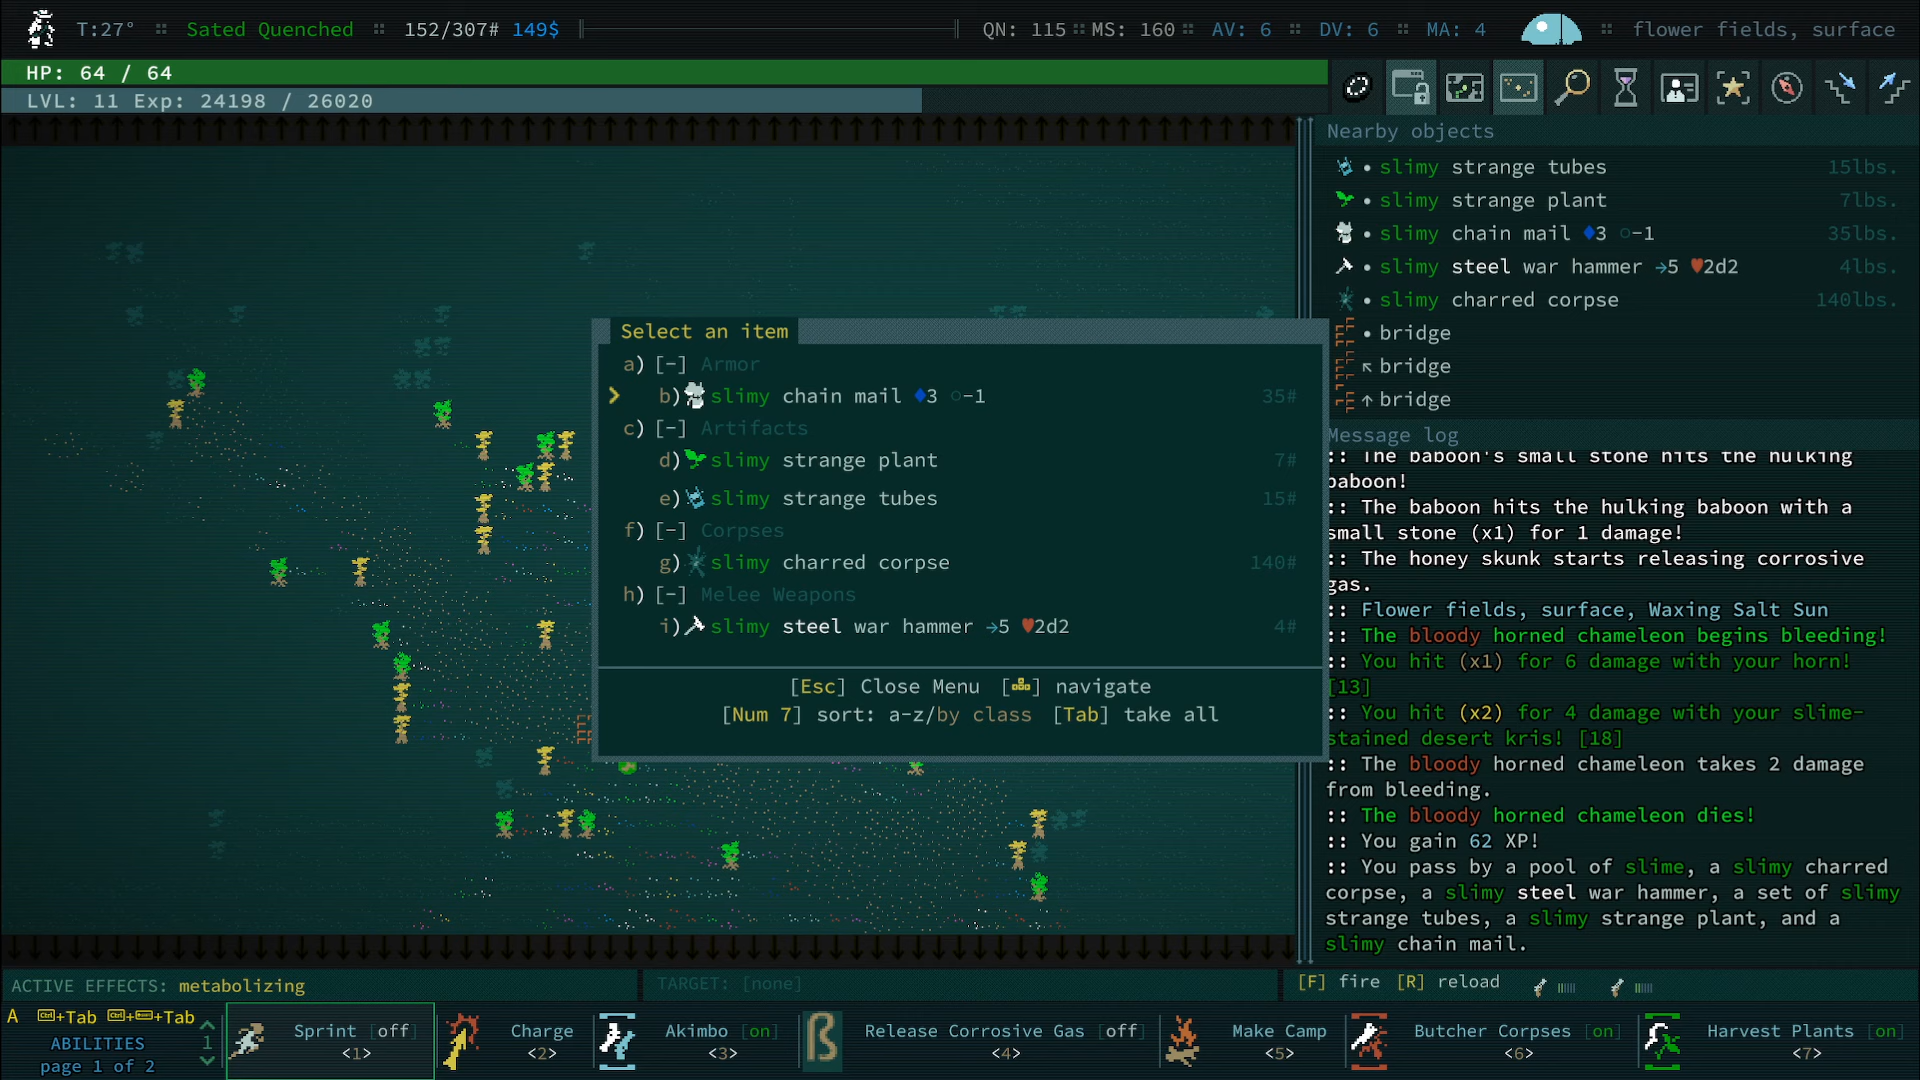 T:27° :: Sated Quenched :: 152/307# 149$ QN: 115 :: MS: 160 :: AV: 6 :: DV: 6 :: MA: 4 :: flower fields, surface
HP: 64 / 64
LVL: 11 Exp: 24198 / 26020
Nearby objects
• slimy strange tubes 15lbs.
• slimy strange plant 7lbs.
• slimy chain mail ♦3 ○-1 35lbs.
• slimy steel war hammer →5 ♥2d2 4lbs.
• slimy charred corpse 140lbs.
• bridge
↖ bridge
↑ bridge
Select an item
a) [-] Armor
b) slimy chain mail ♦3 ○-1 35#
c) [-] Artifacts
d) slimy strange plant 7#
e) slimy strange tubes 15#
f) [-] Corpses
g) slimy charred corpse 140#
h) [-] Melee Weapons
i) slimy steel war hammer →5 ♥2d2 4#
[Esc] Close Menu [] navigate
[Num 7] sort: a-z/by class [Tab] take all
Message log
:: The baboon's small stone hits the hulking
baboon!
:: The baboon hits the hulking baboon with a
small stone (x1) for 1 damage!
:: The honey skunk starts releasing corrosive
gas.
:: Flower fields, surface, Waxing Salt Sun
:: The bloody horned chameleon begins bleeding!
:: You hit (x1) for 6 damage with your horn!
[13]
:: You hit (x2) for 4 damage with your slime-
stained desert kris! [18]
:: The bloody horned chameleon takes 2 damage
from bleeding.
:: The bloody horned chameleon dies!
:: You gain 62 XP!
:: You pass by a pool of slime, a slimy charred
corpse, a slimy steel war hammer, a set of slimy
strange tubes, a slimy strange plant, and a
slimy chain mail.
ACTIVE EFFECTS: metabolizing
TARGET: [none]
[F] fire [R] reload
A Ctrl+Tab Ctrl++Tab
ABILITIES
page 1 of 2
1
Sprint [off]
<1>
Charge
<2>
Akimbo [on]
<3>
Release Corrosive Gas [off]
<4>
Make Camp
<5>
Butcher Corpses [on]
<6>
Harvest Plants [on]
<7>